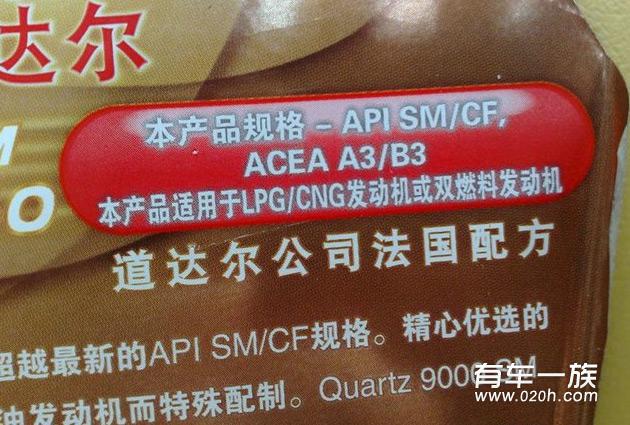 达尔
M
O
本产品规格 - API SM/CF,
ACEA A3/B3
本产品适用于LPG/CNG发动机或双燃料发动机
道达尔公司法国配方
超越最新的API SM/CF规格。精心优选的
发动机而特殊配制。Quartz 9000 SM
有车一族
www.020h.com